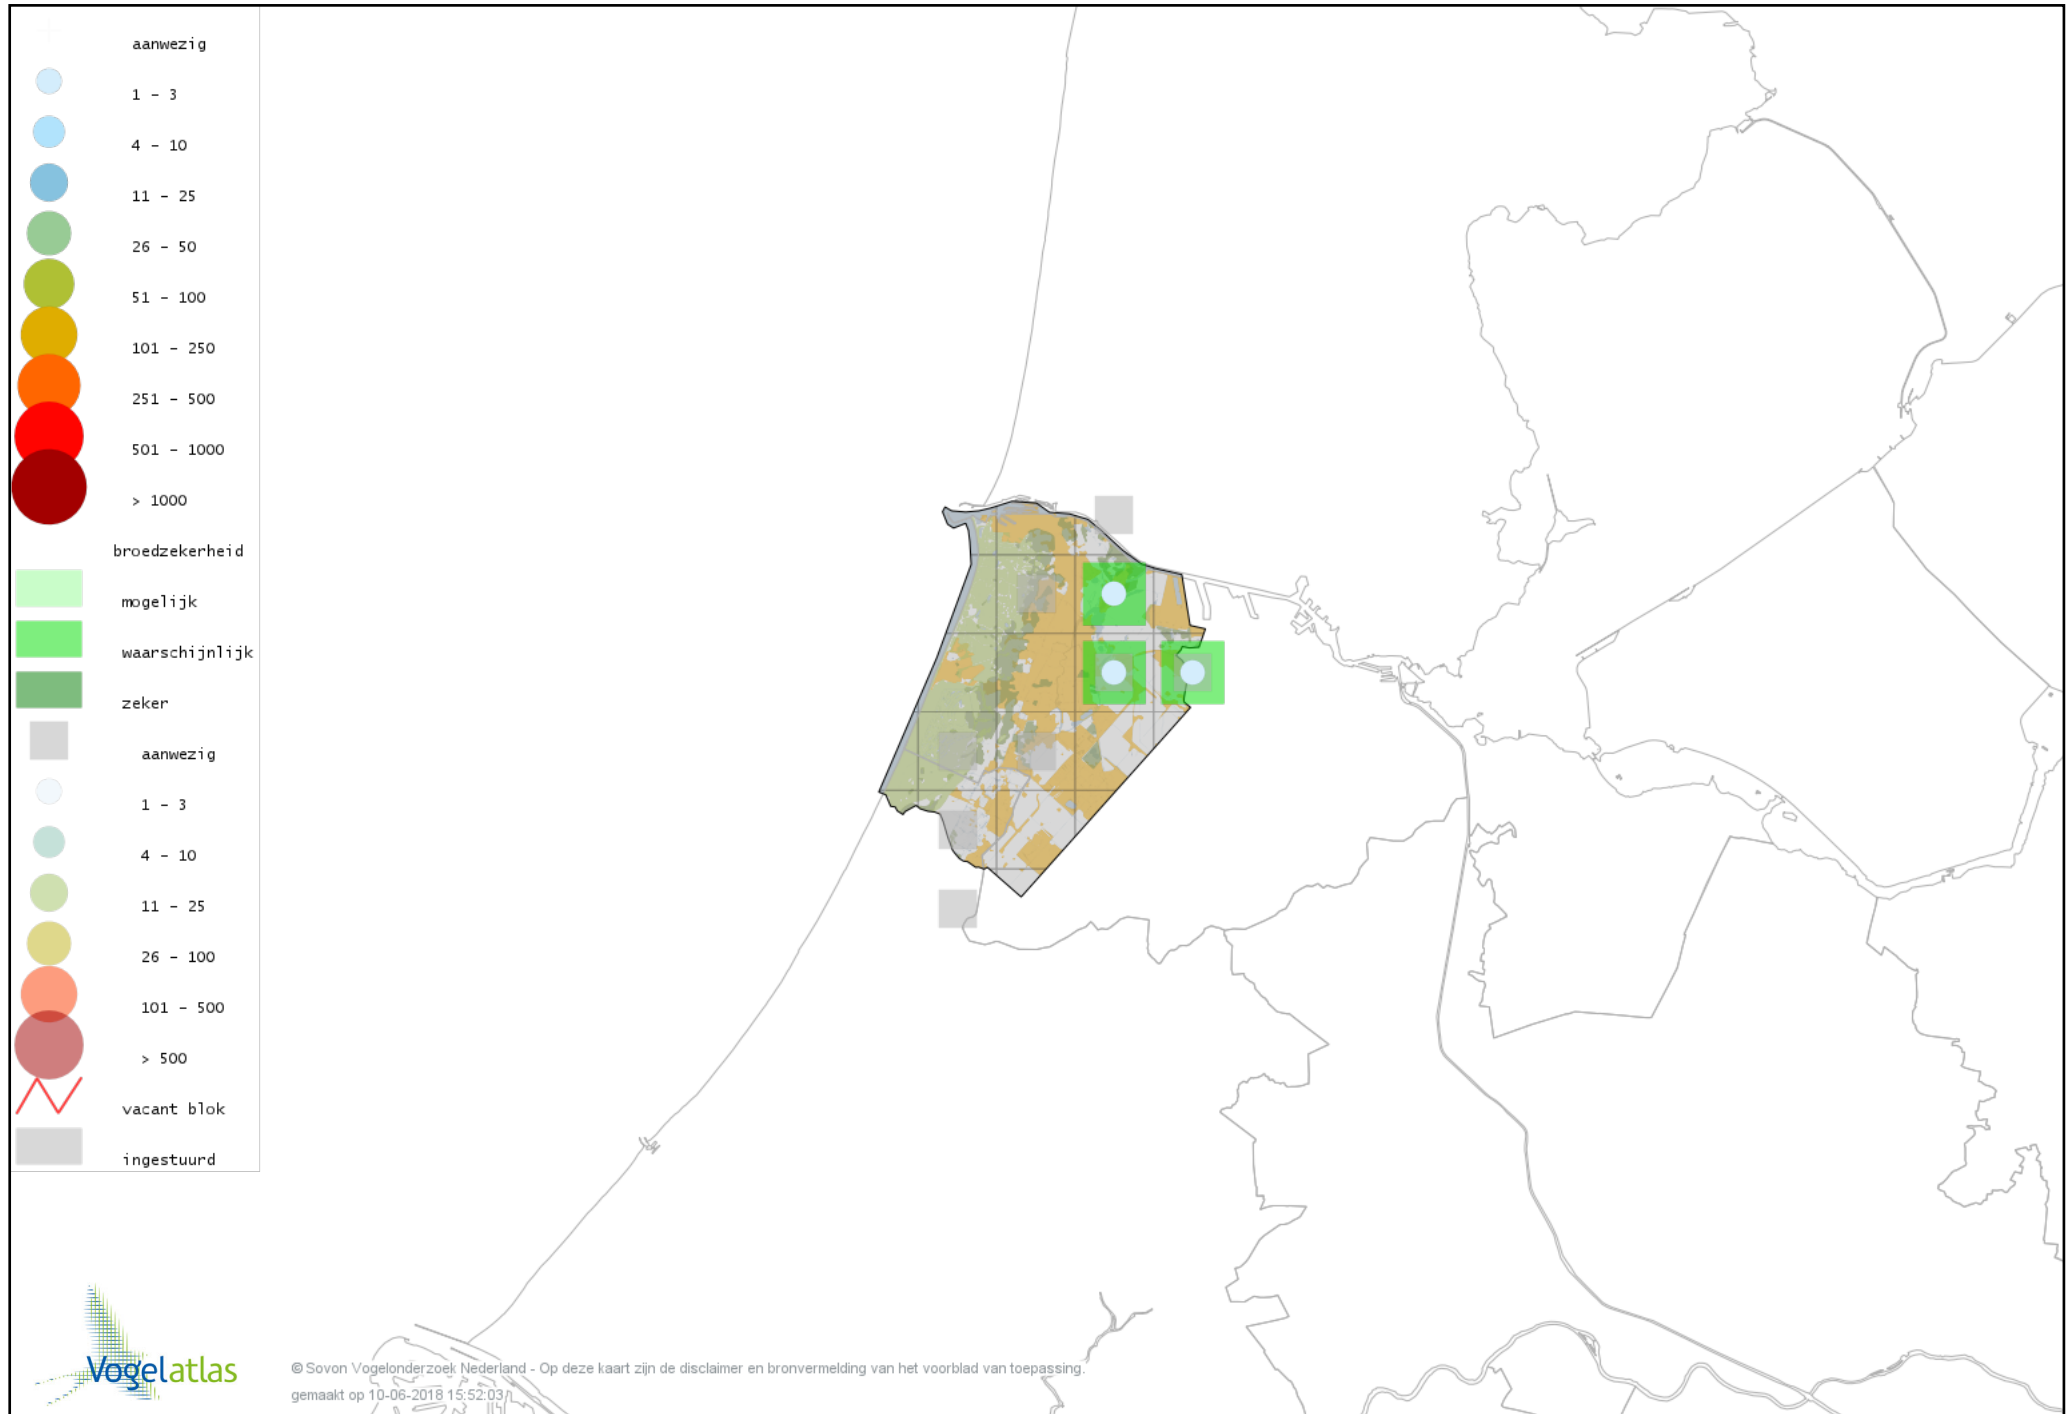 aanwezig
1 - 3
4 - 10
11 - 25
26 - 50
51 - 100
101 - 250
251 - 500
501 - 1000
> 1000
broedzekerheid
mogelijk
waarschijnlijk
zeker
aanwezig
1 - 3
4 - 10
11 - 25
26 - 100
101 - 500
> 500
vacant blok
ingestuurd
Vogelatlas
© Sovon Vogelonderzoek Nederland - Op deze kaart zijn de disclaimer en bronvermelding van het voorblad van toepassing.
gemaakt op 10-06-2018 15:52:03